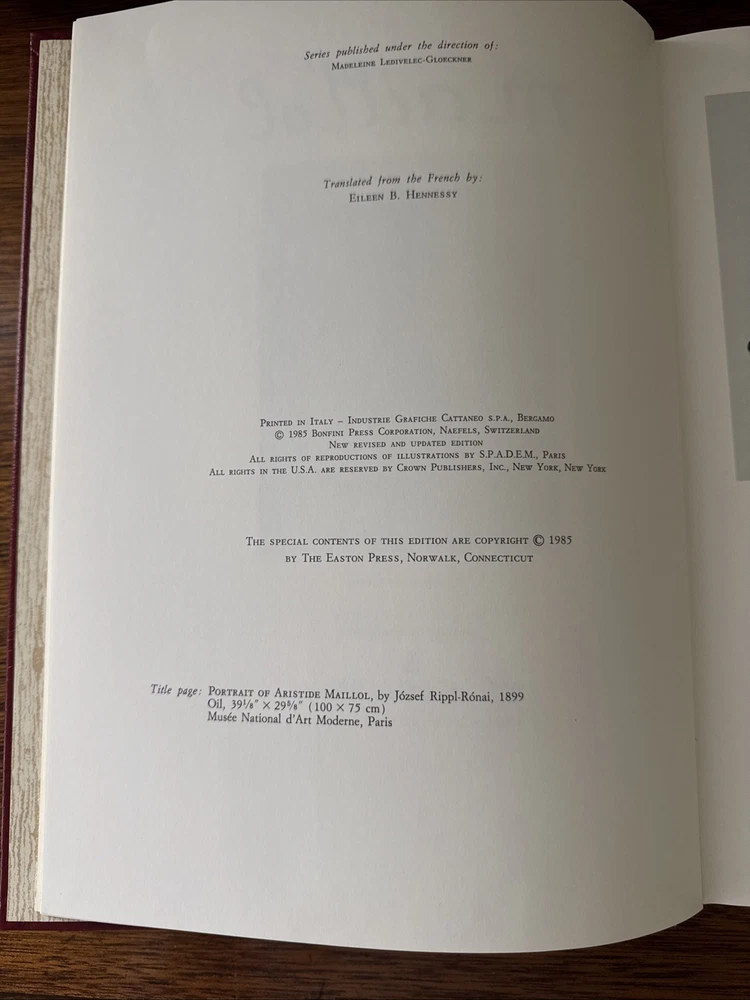 Series published under the direction of:
Madeleine Ledivelec-Gloeckner
Translated from the French by:
Eileen B. Hennessy
Printed in Italy – Industrie Grafiche Cattaneo s.p.a., Bergamo
© 1985 Bonfini Press Corporation, Naefels, Switzerland
New revised and updated edition
All rights of reproductions of illustrations by S.P.A.D.E.M., Paris
All rights in the U.S.A. are reserved by Crown Publishers, Inc., New York, New York
The special contents of this edition are copyright © 1985
by The Easton Press, Norwalk, Connecticut
Title page: Portrait of Aristide Maillol, by József Rippl-Rónai, 1899
Oil, 39⅛″ × 29⅝″ (100 × 75 cm)
Musée National d'Art Moderne, Paris